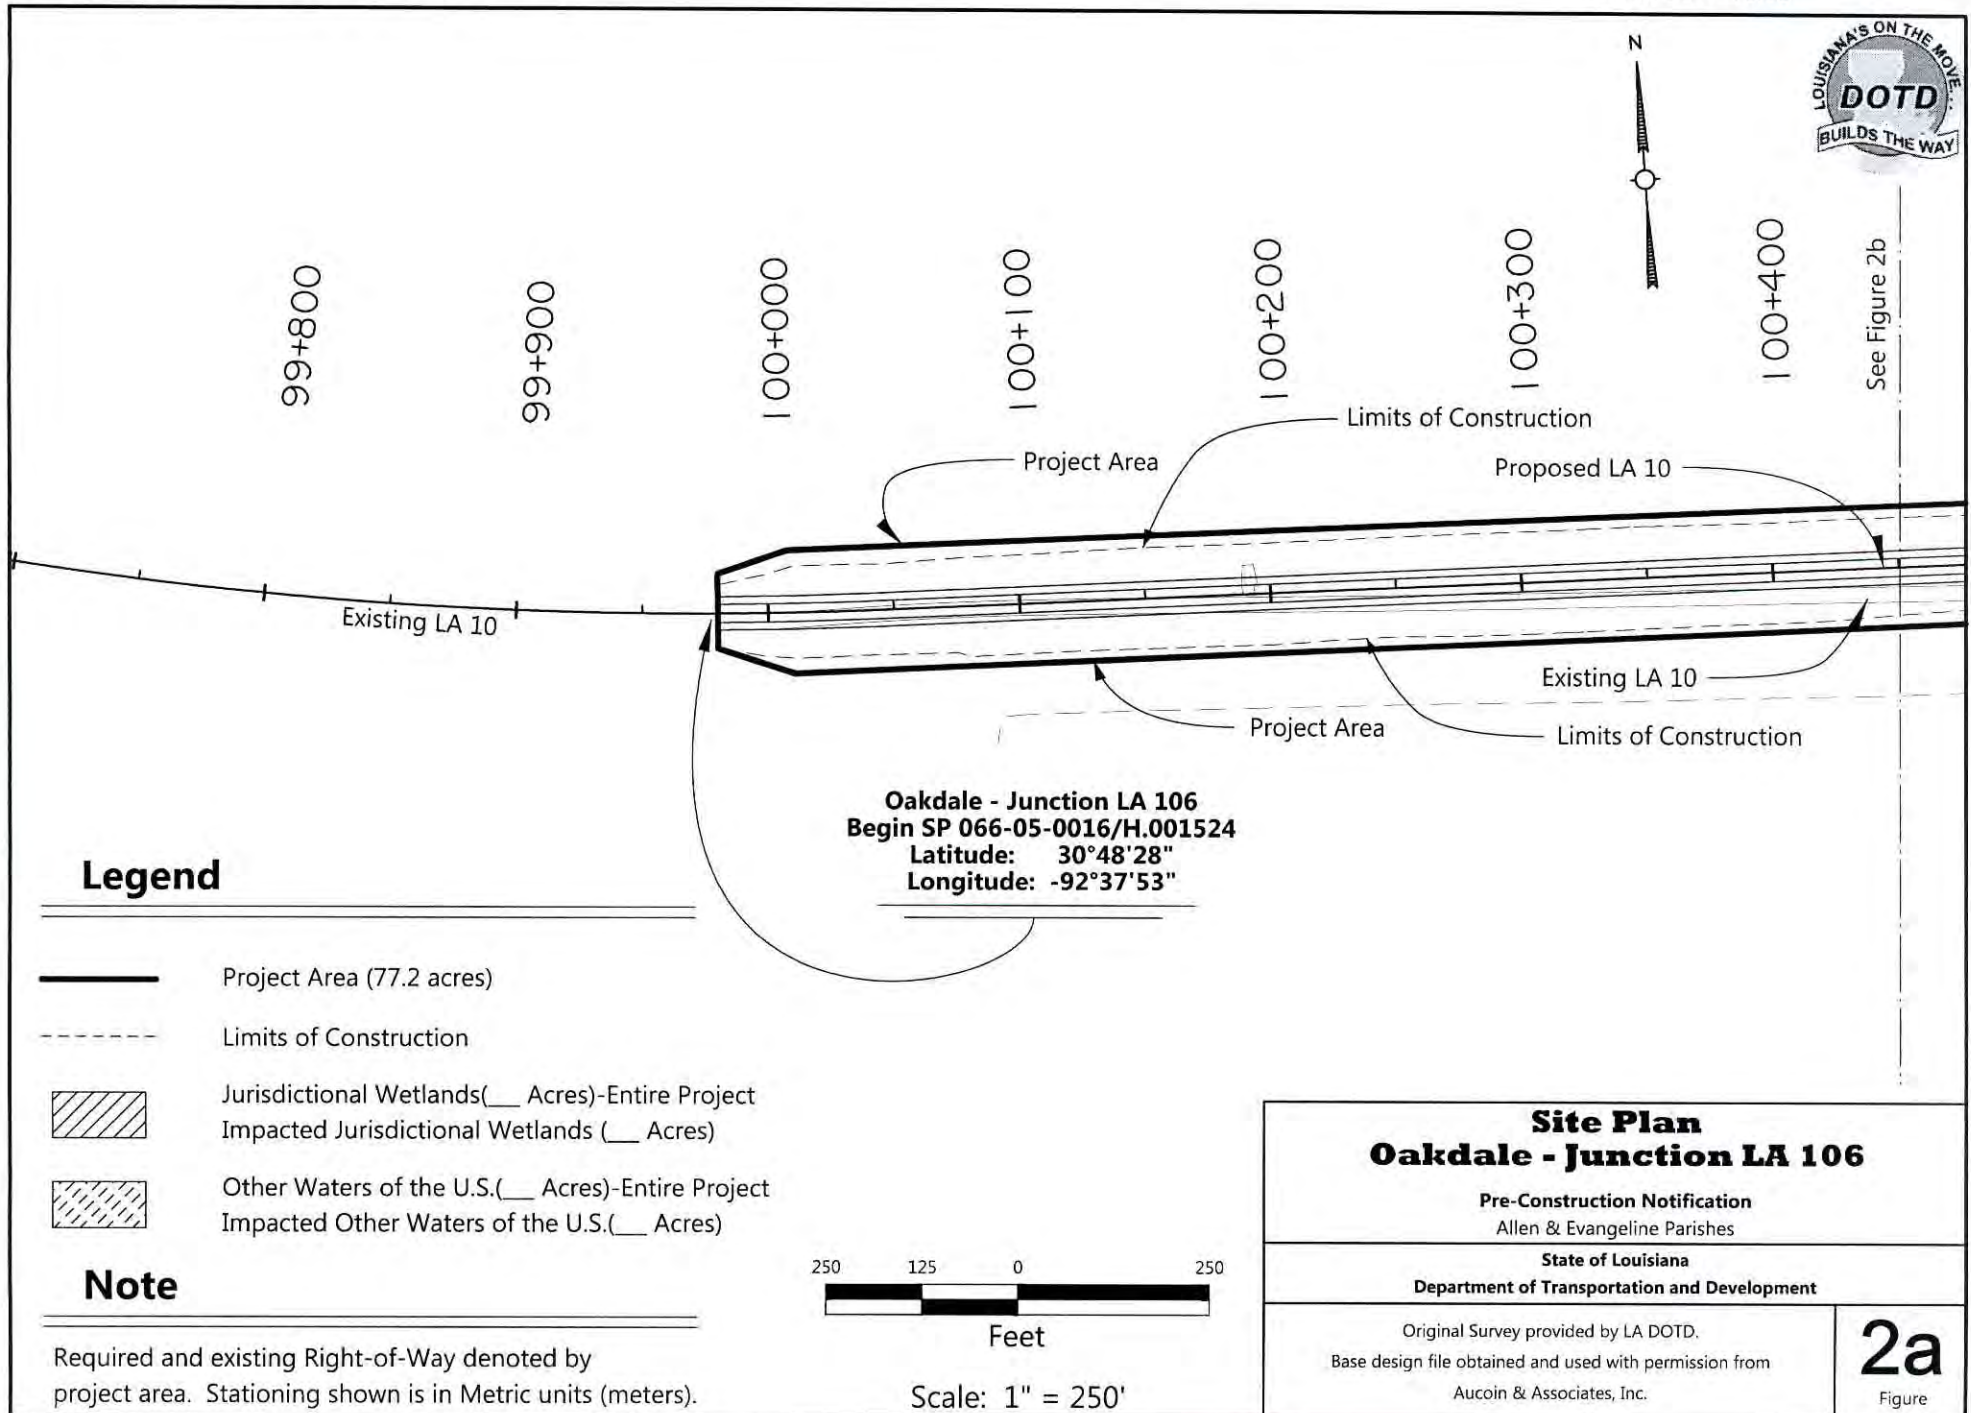 N
LOUISIANA'S ON THE MOVE...
DOTD
BUILDS THE WAY
99+800
99+900
100+000
100+100
100+200
100+300
100+400
See Figure 2b
Limits of Construction
Project Area
Proposed LA 10
Existing LA 10
Existing LA 10
Project Area
Limits of Construction
Oakdale - Junction LA 106
Begin SP 066-05-0016/H.001524
Latitude: 30°48'28"
Longitude: -92°37'53"
Legend
Project Area (77.2 acres)
Limits of Construction
Jurisdictional Wetlands(__ Acres)-Entire Project
Impacted Jurisdictional Wetlands (__ Acres)
Other Waters of the U.S.(__ Acres)-Entire Project
Impacted Other Waters of the U.S.(__ Acres)
Note
Required and existing Right-of-Way denoted by
project area. Stationing shown is in Metric units (meters).
250 125 0 250
Feet
Scale: 1" = 250'
Site Plan
Oakdale - Junction LA 106
Pre-Construction Notification
Allen & Evangeline Parishes
State of Louisiana
Department of Transportation and Development
Original Survey provided by LA DOTD.
Base design file obtained and used with permission from
Aucoin & Associates, Inc.
2a
Figure